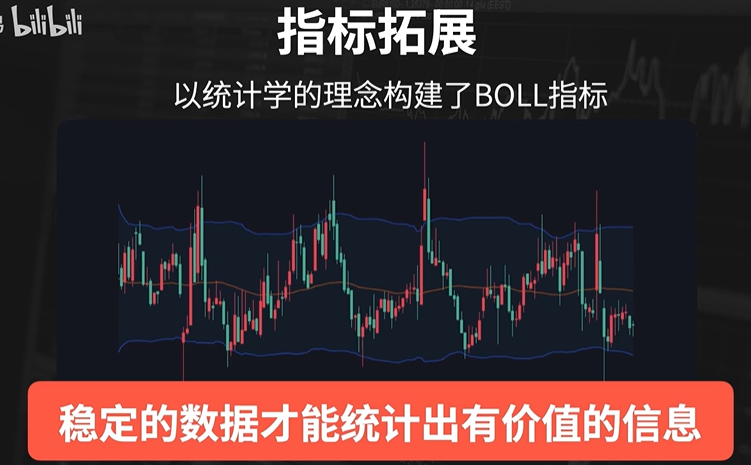 bilibili
指标拓展
以统计学的理念构建了BOLL指标
稳定的数据才能统计出有价值的信息